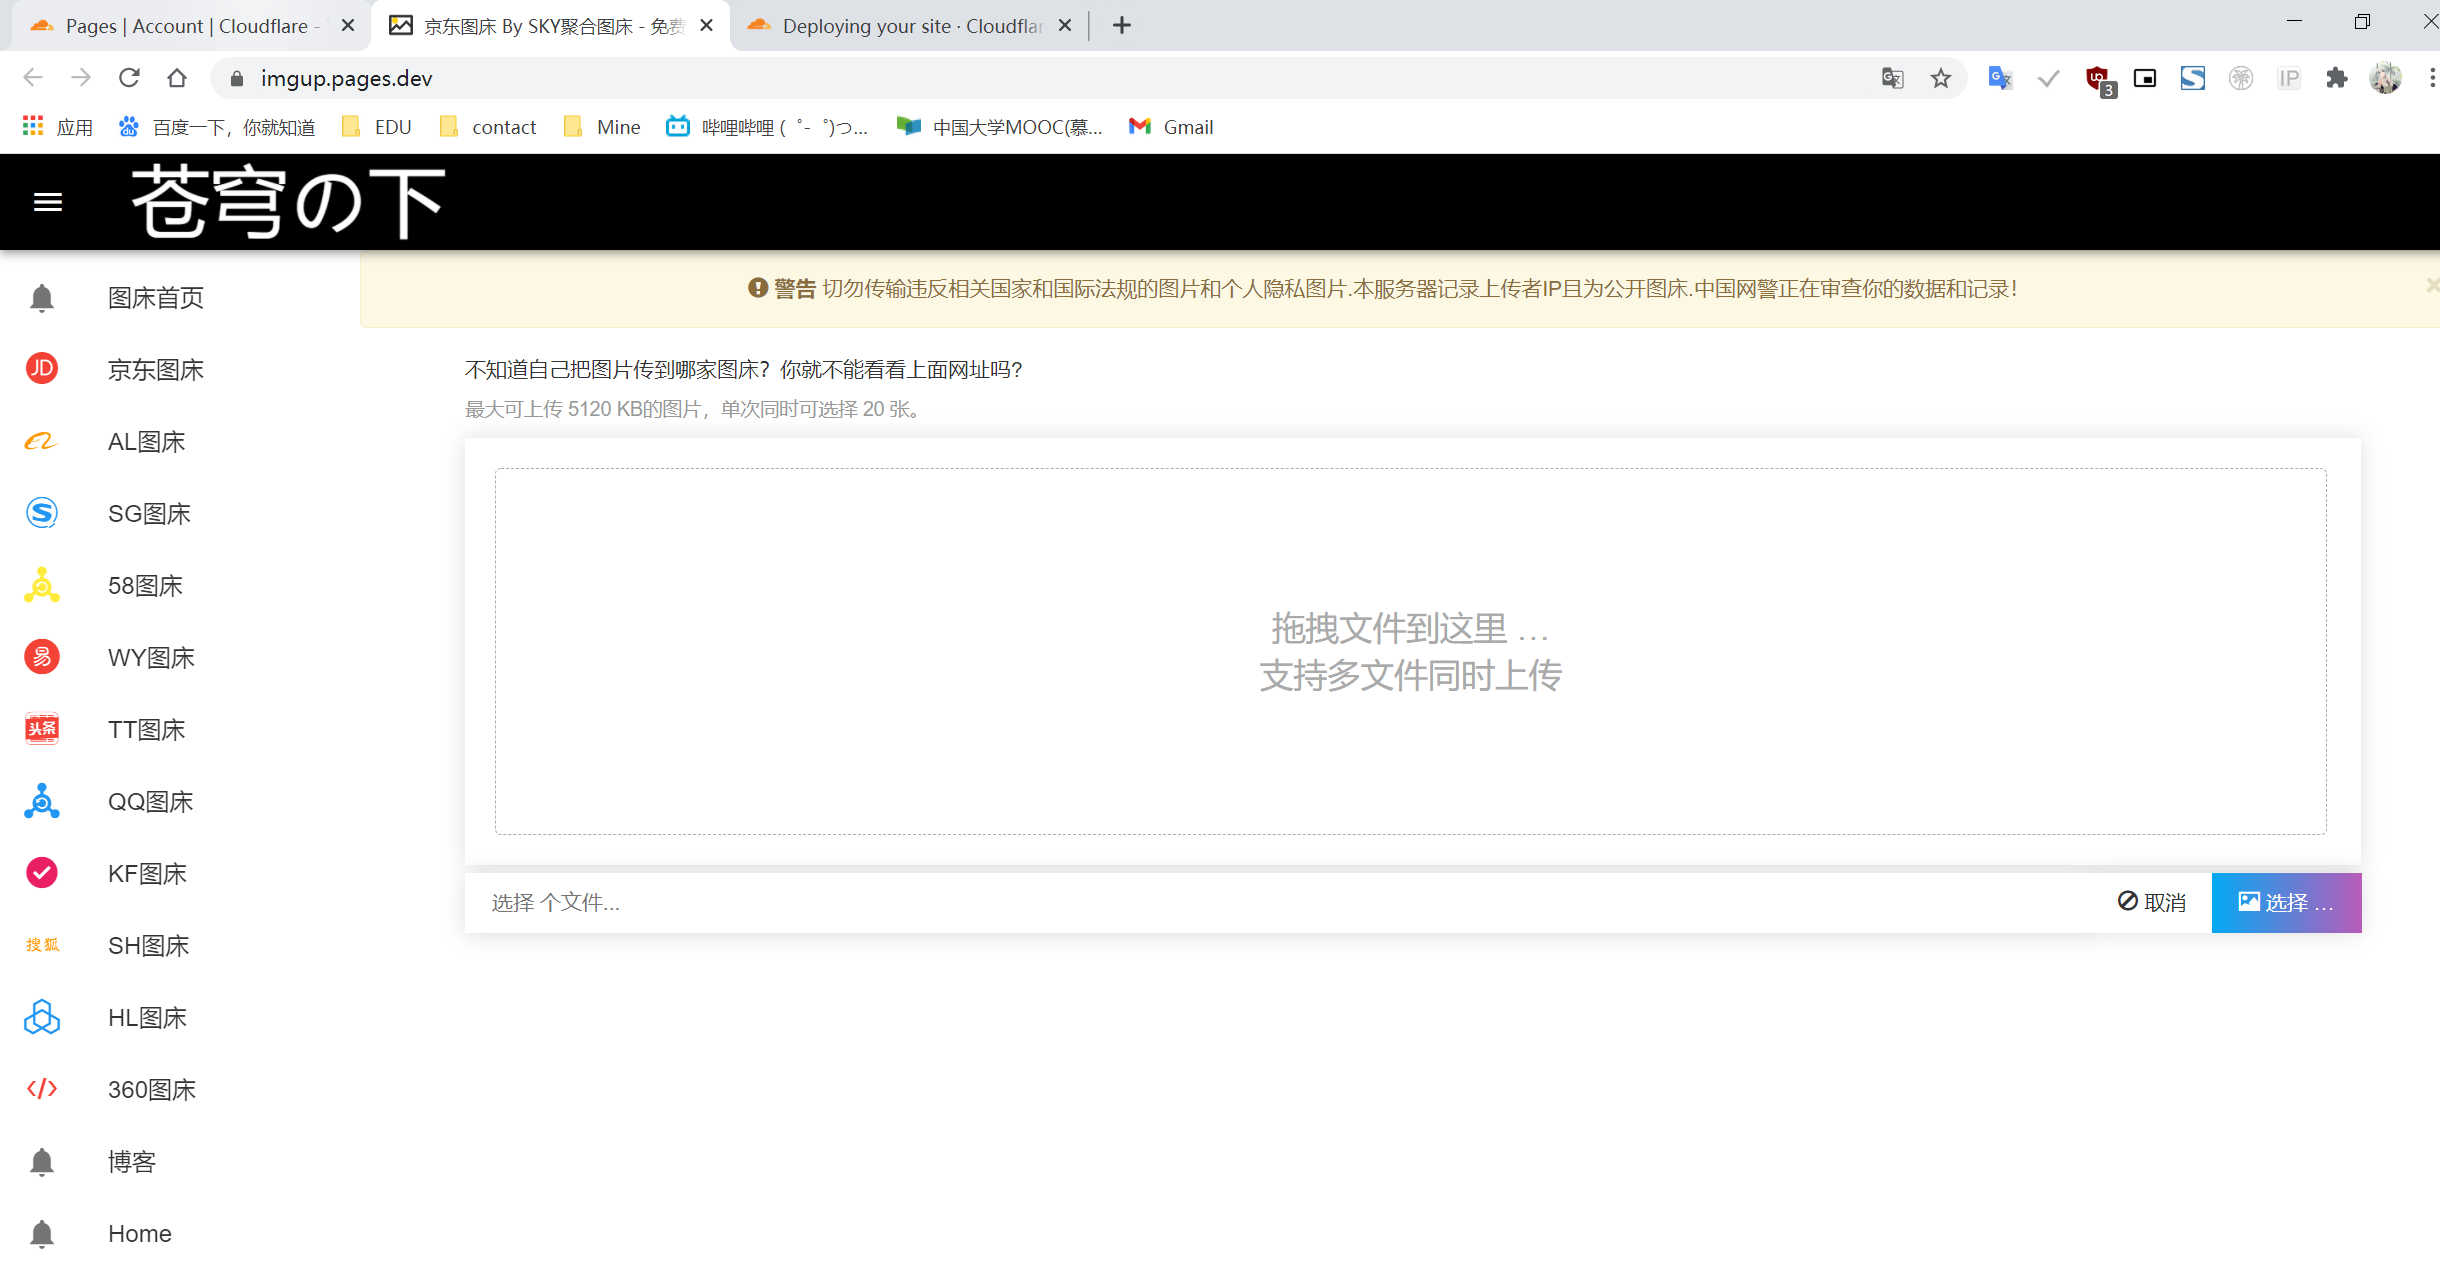 Pages | Account | Cloudflare -
京东图床 By SKY聚合图床 - 免费
Deploying your site · Cloudflar
imgup.pages.dev
3
IP
应用
百度一下，你就知道
EDU
contact
Mine
哔哩哔哩 ( ゜- ゜)つ...
中国大学MOOC(慕...
Gmail
苍穹の下
警告 切勿传输违反相关国家和国际法规的图片和个人隐私图片.本服务器记录上传者IP且为公开图床.中国网警正在审查你的数据和记录！
图床首页
JD 京东图床
AL图床
SG图床
58图床
易 WY图床
头条 TT图床
QQ图床
KF图床
搜狐 SH图床
HL图床
360图床
博客
Home
不知道自己把图片传到哪家图床？你就不能看看上面网址吗？
最大可上传 5120 KB的图片，单次同时可选择 20 张。
拖拽文件到这里 …
支持多文件同时上传
选择 个文件...
取消
选择 …